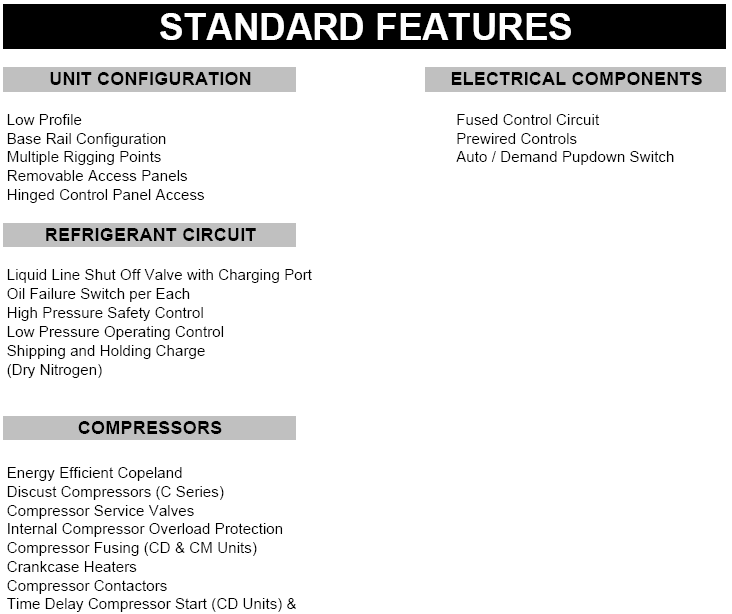 STANDARD FEATURES
UNIT CONFIGURATION
Low Profile
Base Rail Configuration
Multiple Rigging Points
Removable Access Panels
Hinged Control Panel Access
REFRIGERANT CIRCUIT
Liquid Line Shut Off Valve with Charging Port
Oil Failure Switch per Each
High Pressure Safety Control
Low Pressure Operating Control
Shipping and Holding Charge
(Dry Nitrogen)
COMPRESSORS
Energy Efficient Copeland
Discust Compressors (C Series)
Compressor Service Valves
Internal Compressor Overload Protection
Compressor Fusing (CD & CM Units)
Crankcase Heaters
Compressor Contactors
Time Delay Compressor Start (CD Units) &
ELECTRICAL COMPONENTS
Fused Control Circuit
Prewired Controls
Auto / Demand Pupdown Switch